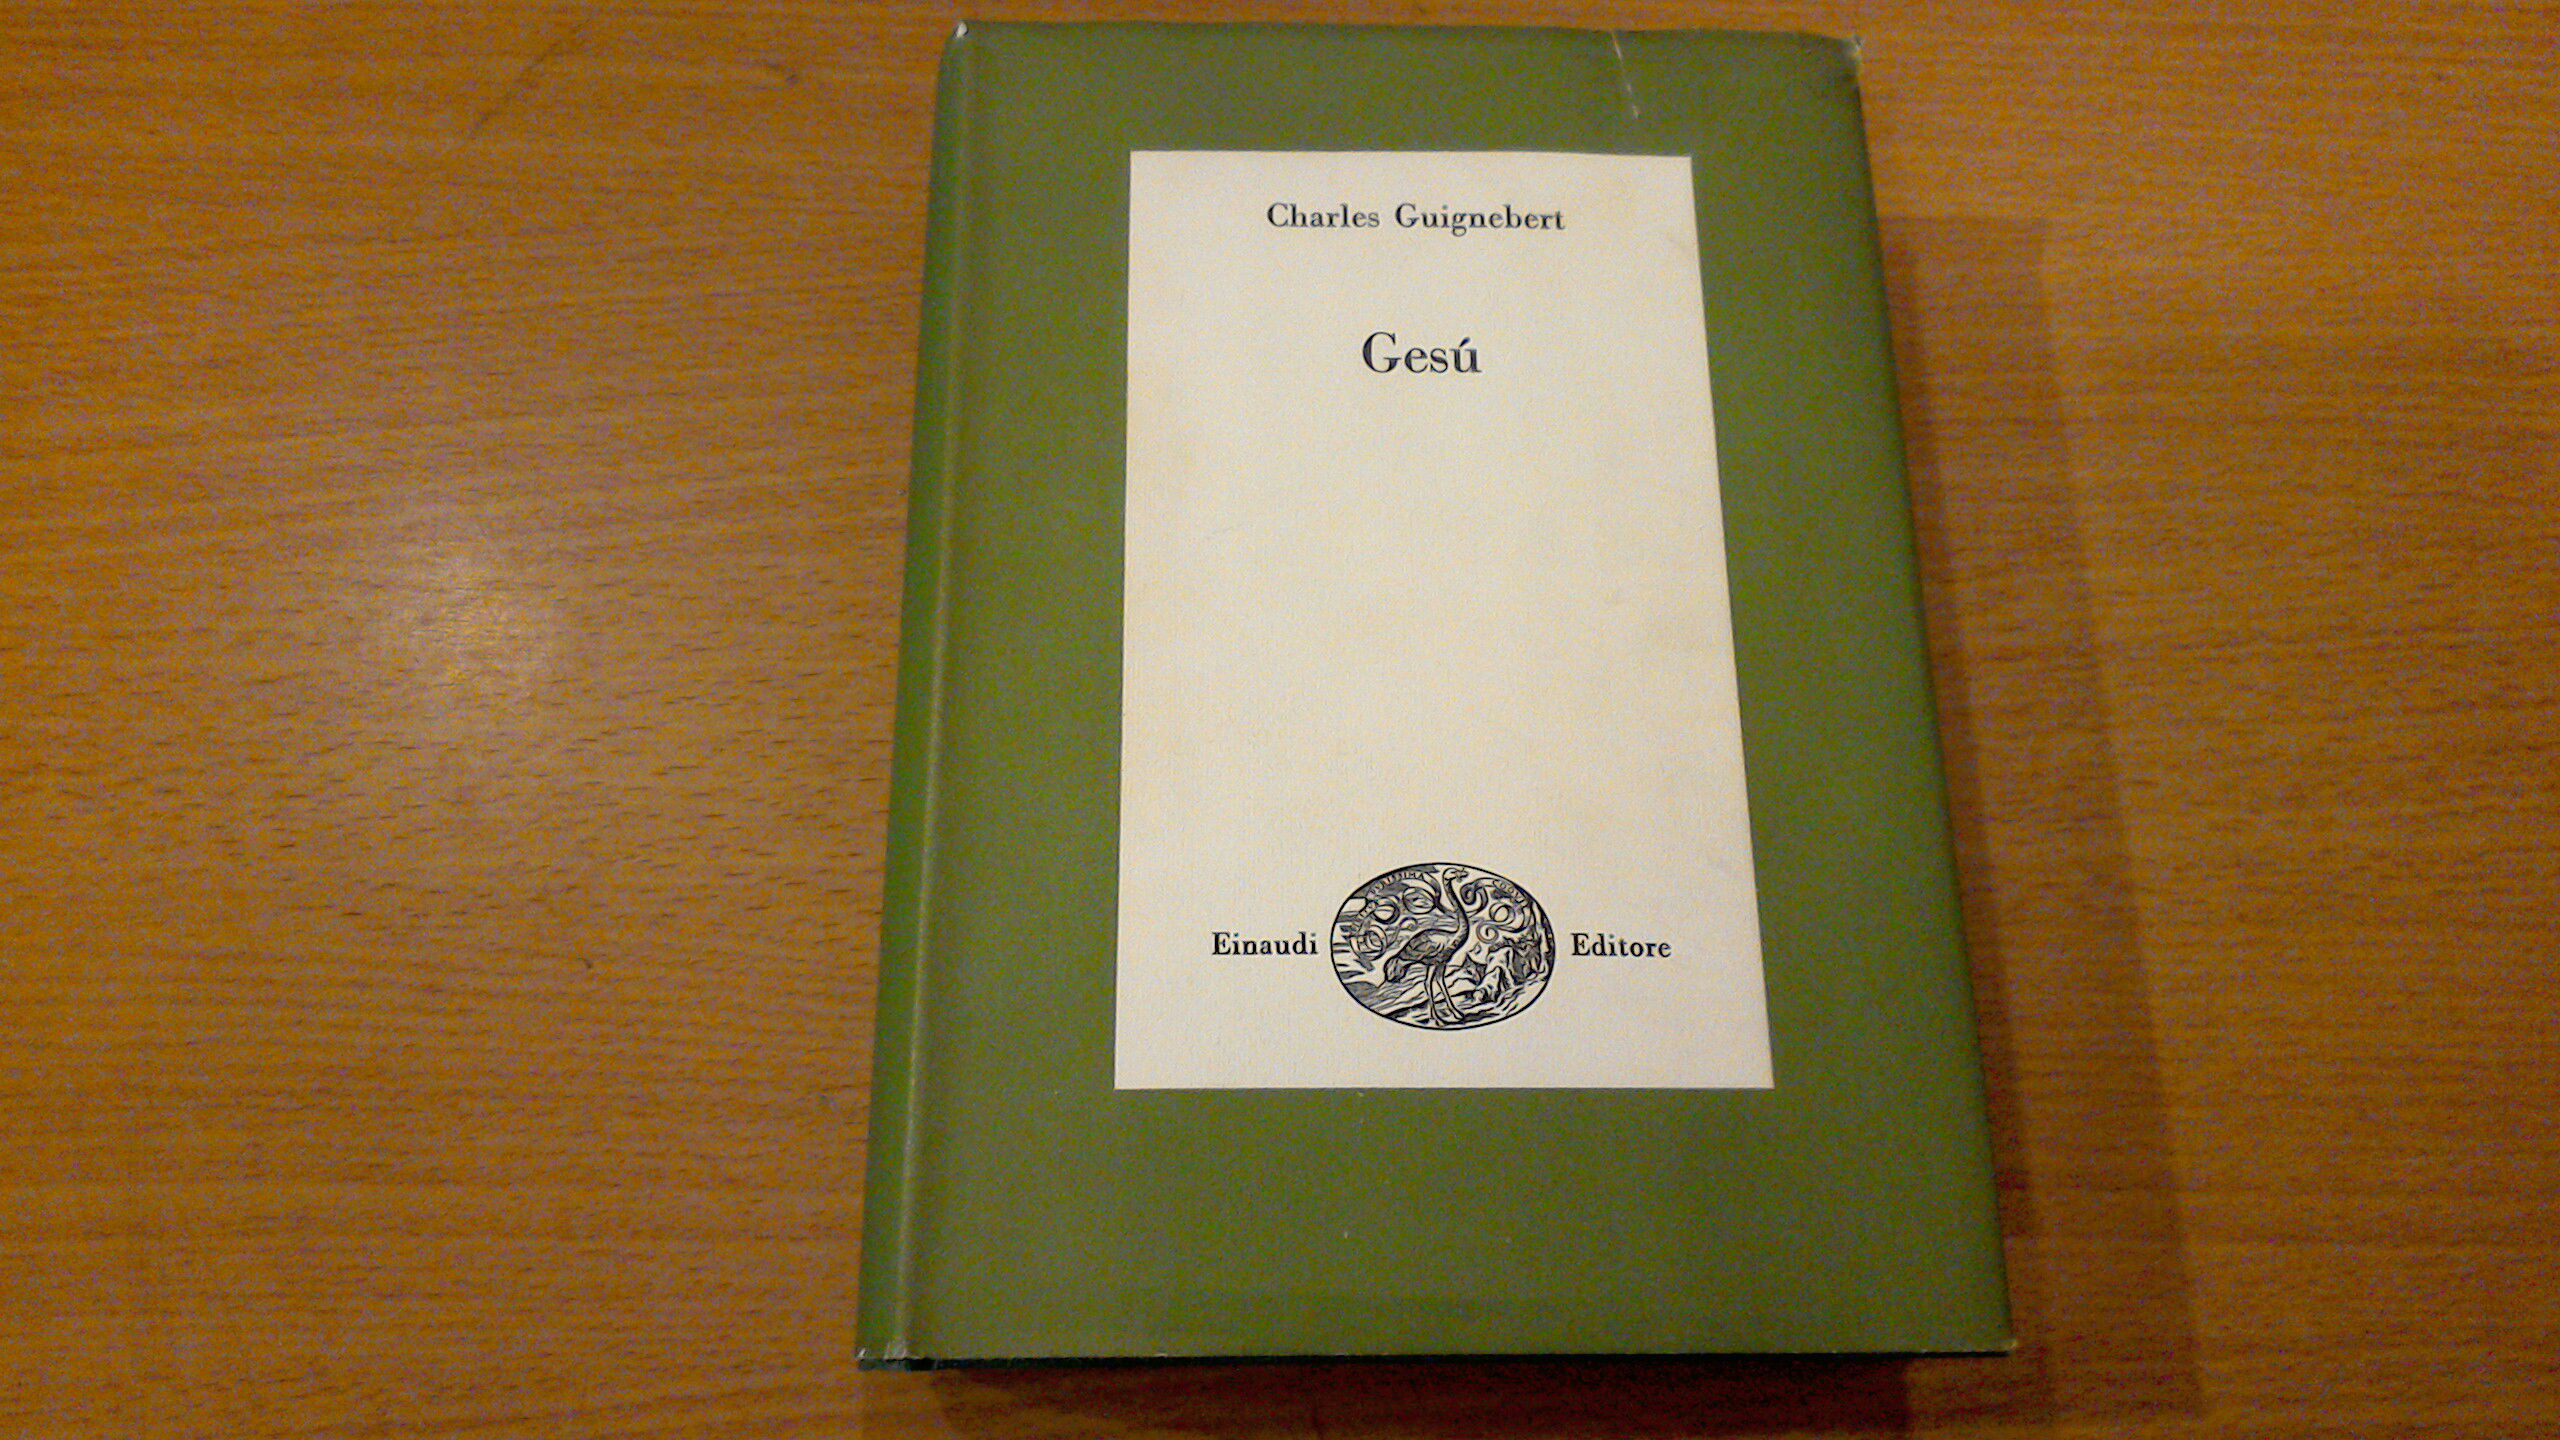 Charles Guignebert
Gesú
Einaudi Editore